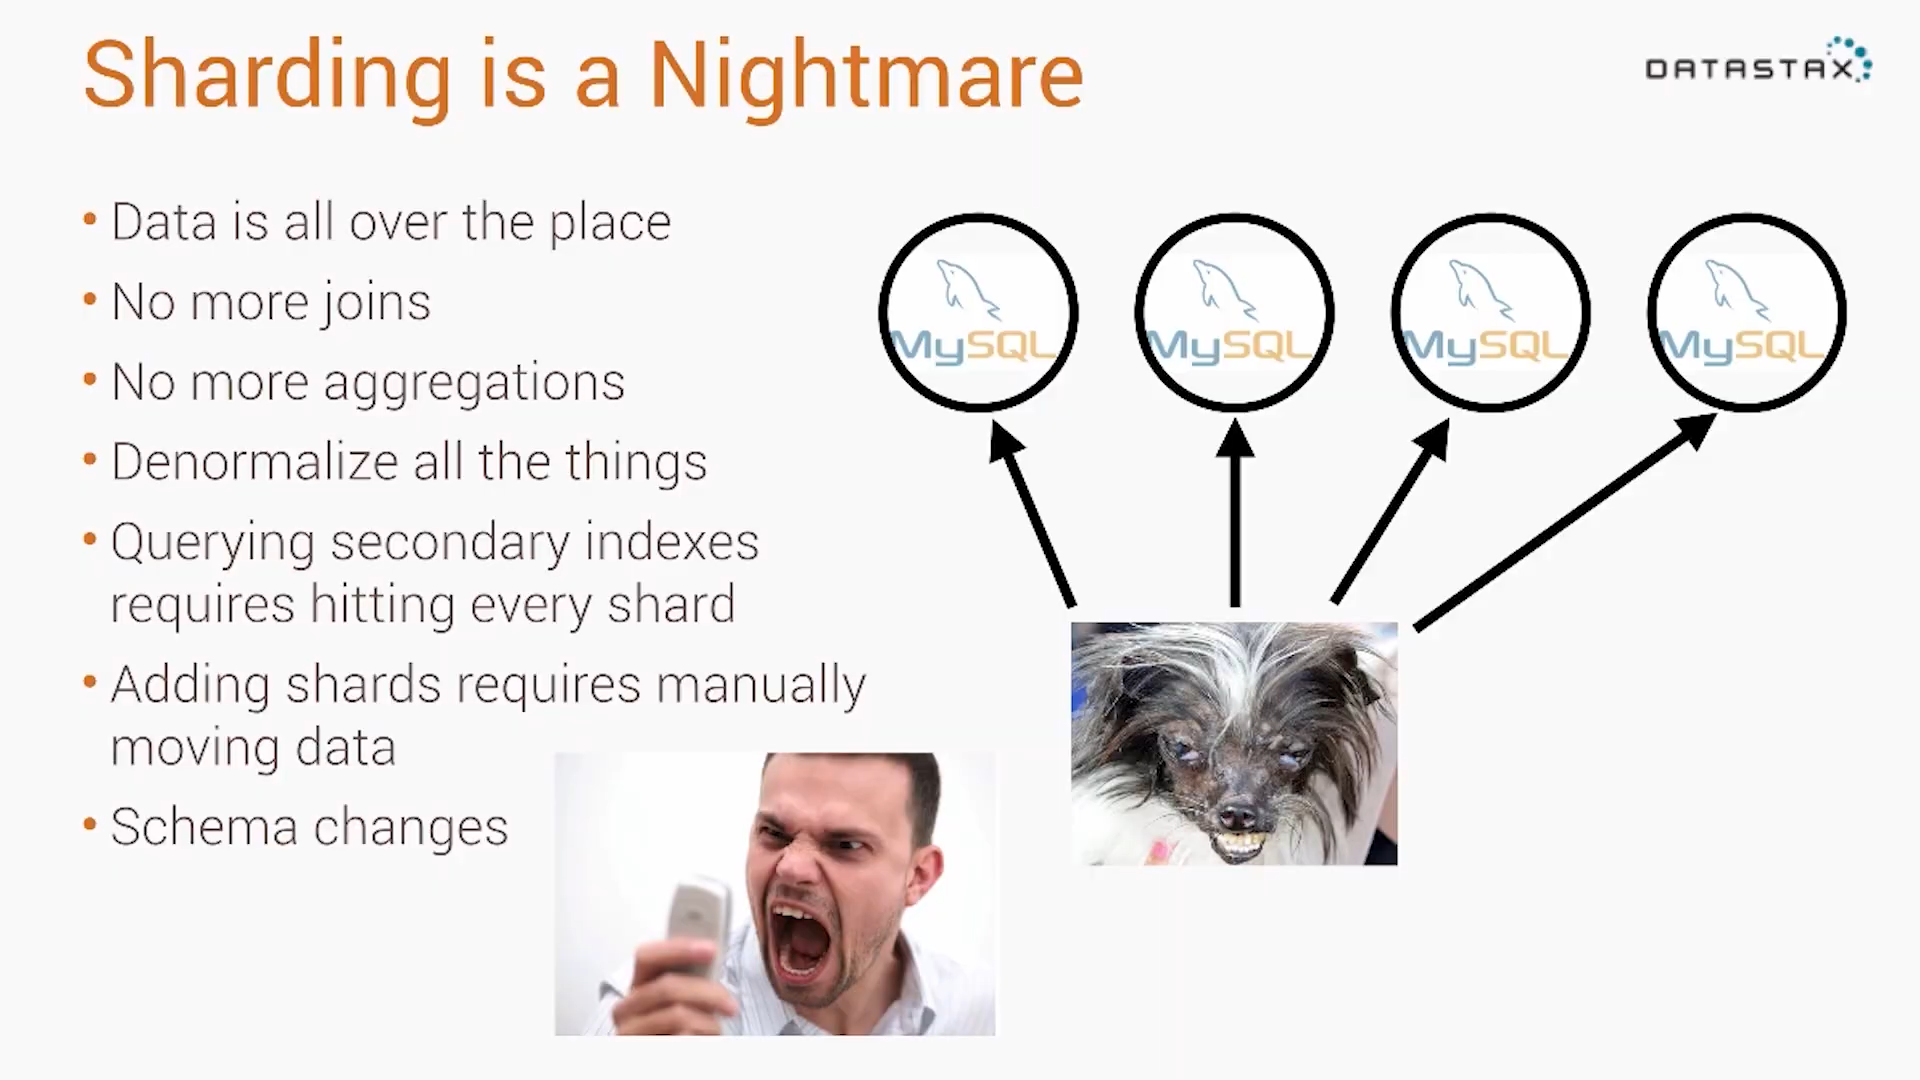 Sharding is a Nightmare
DATASTAX
• Data is all over the place
• No more joins
• No more aggregations
• Denormalize all the things
• Querying secondary indexes
requires hitting every shard
• Adding shards requires manually
moving data
• Schema changes
MySQL
MySQL
MySQL
MySQL